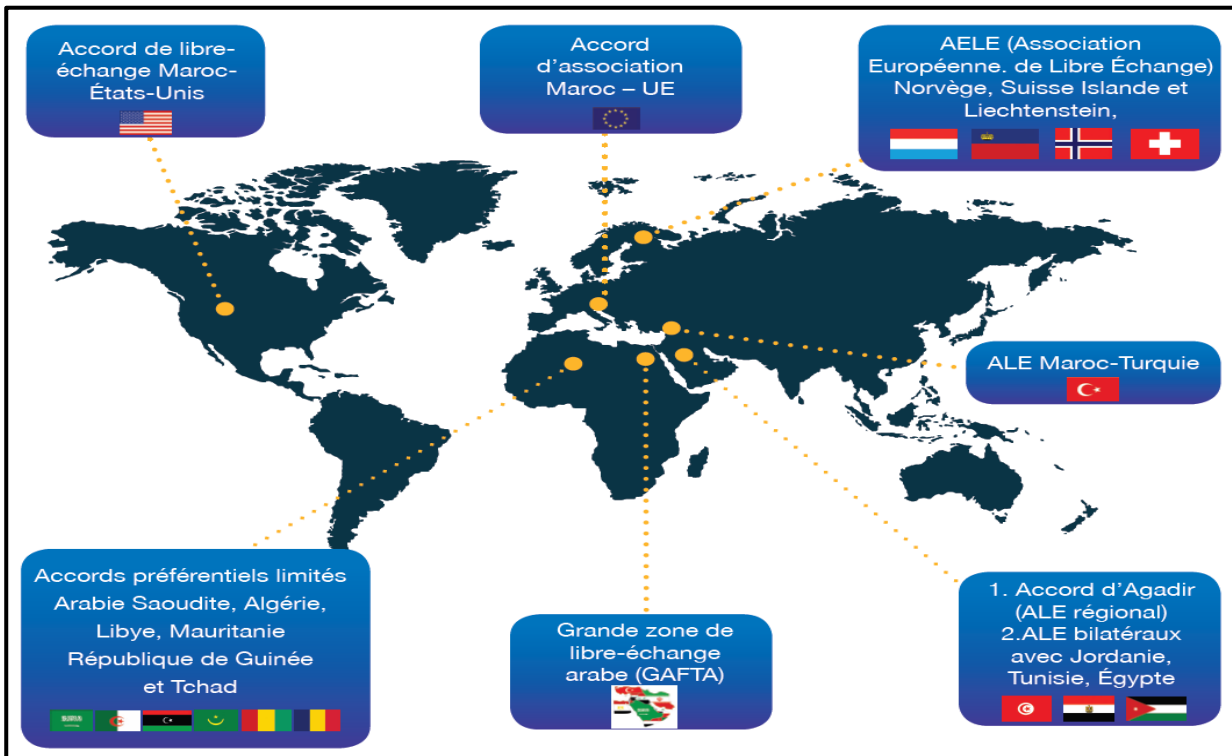 Accord de libre-
échange Maroc-
États-Unis
Accord
d'association
Maroc – UE
AELE (Association
Européenne. de Libre Échange)
Norvège, Suisse Islande et
Liechtenstein,
ALE Maroc-Turquie
Accords préférentiels limités
Arabie Saoudite, Algérie,
Libye, Mauritanie
République de Guinée
et Tchad
Grande zone de
libre-échange
arabe (GAFTA)
1. Accord d'Agadir
(ALE régional)
2.ALE bilatéraux
avec Jordanie,
Tunisie, Égypte